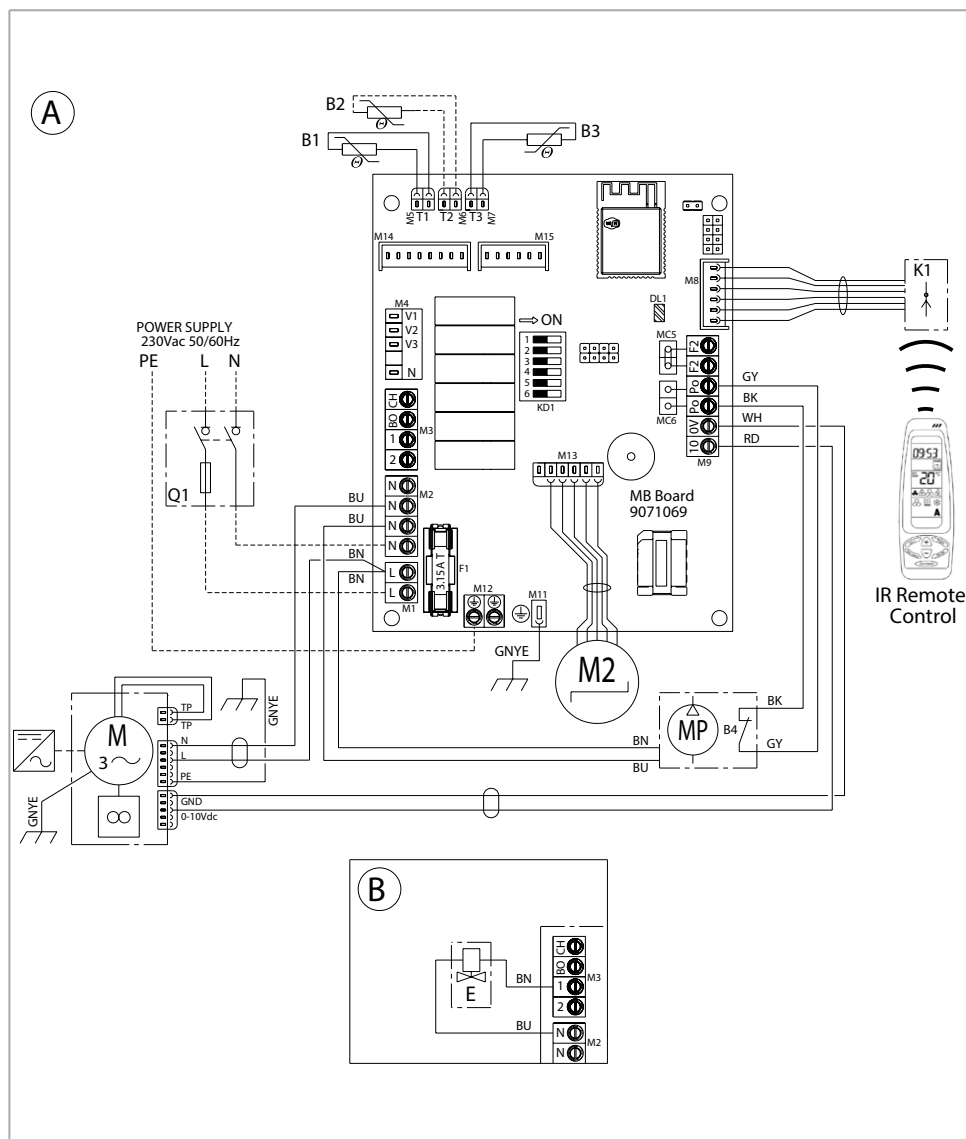 A
B2
B1
B3
M5
T1
T2
M6
T3
M7
M14
M15
M4
V1
V2
V3
N
ON
1
2
3
4
5
6
KD1
DL1
M8
K1
POWER SUPPLY
230Vac 50/60Hz
PE
L
N
Q1
CH
BO
1
2
M3
N
N
N
N
M2
L
L
M1
BU
BU
BN
BN
3.15A T
F1
M12
M11
GNYE
M13
MC5
MC6
F2
F2
Po
Po
0V
10
M9
GY
BK
WH
RD
MB Board
9071069
09:53
20°
A
IR Remote
Control
M2
MP
B4
BK
GY
BN
BU
TP
TP
M
3
N
L
PE
GNYE
GNYE
GND
0-10Vdc
B
E
BN
BU
CH
BO
1
2
M3
N
N
M2